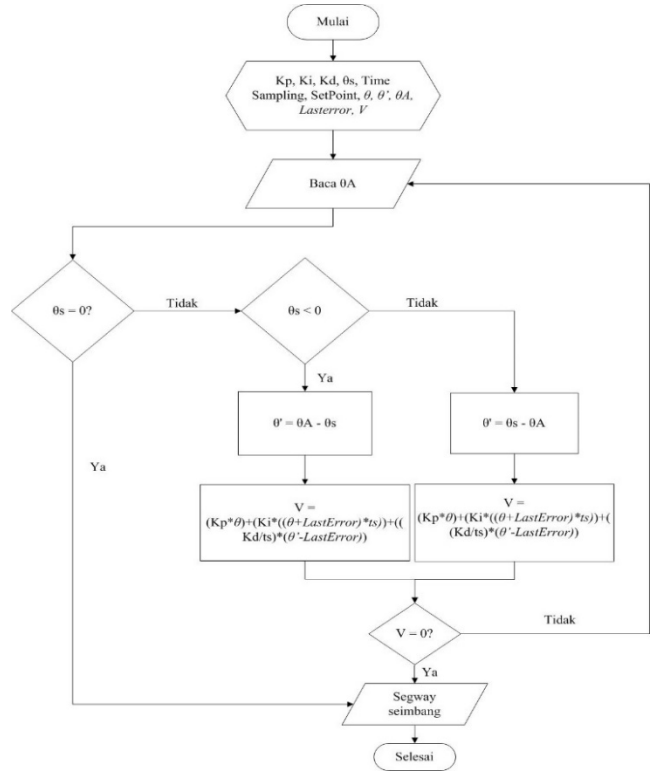 Mulai
Kp, Ki, Kd, θs, Time
Sampling, SetPoint, θ, θ', θA,
Lasterror, V
Baca θA
θs = 0?
Tidak
θs < 0
Tidak
Ya
θ' = θA - θs
θ' = θs - θA
Ya
V =
(Kp*θ)+(Ki*((θ+LastError)*ts))+((
Kd/ts)*(θ'-LastError))
V =
(Kp*θ)+(Ki*((θ+LastError)*ts))+(
(Kd/ts)*(θ'-LastError))
V = 0?
Tidak
Ya
Segway
seimbang
Selesai